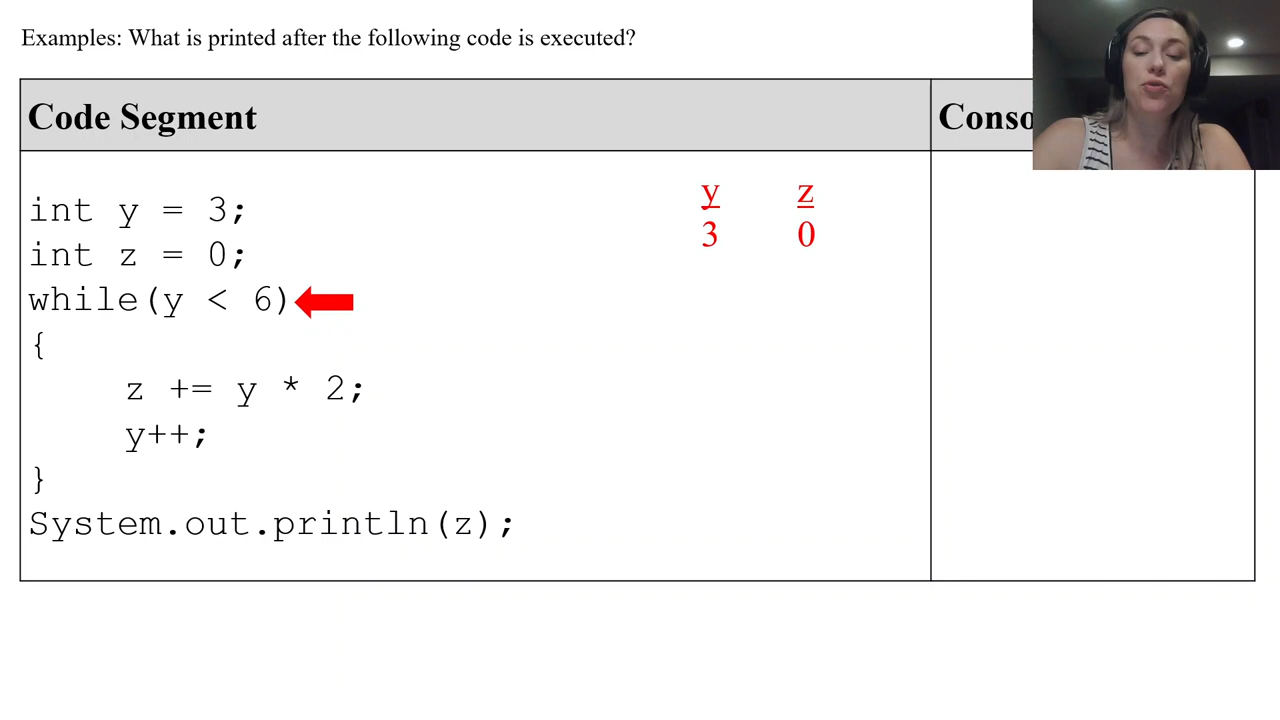 Examples: What is printed after the following code is executed?
Code Segment
Conso
int y = 3;
int z = 0;
while(y < 6)
{
z += y * 2;
y++;
}
System.out.println(z);
y z
3 0